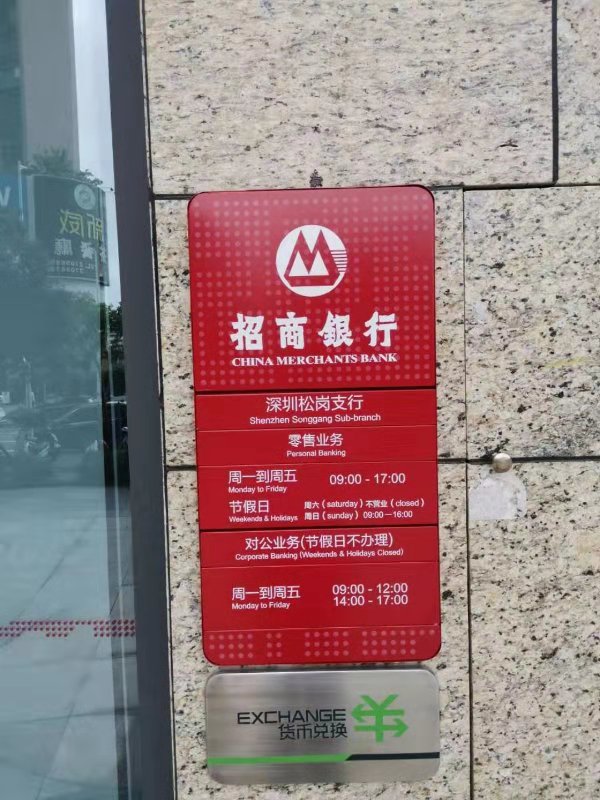 招商银行
CHINA MERCHANTS BANK
深圳松岗支行
Shenzhen Songgang Sub-branch
零售业务
Personal Banking
周一到周五 09:00 - 17:00
Monday to Friday
节假日 周六（saturday）不营业（closed）
Weekends & Holidays 周日（sunday）09:00－16:00
对公业务(节假日不办理)
Corporate Banking (Weekends & Holidays Closed)
周一到周五 09:00 - 12:00
Monday to Friday 14:00 - 17:00
EXCHANGE
货币兑换